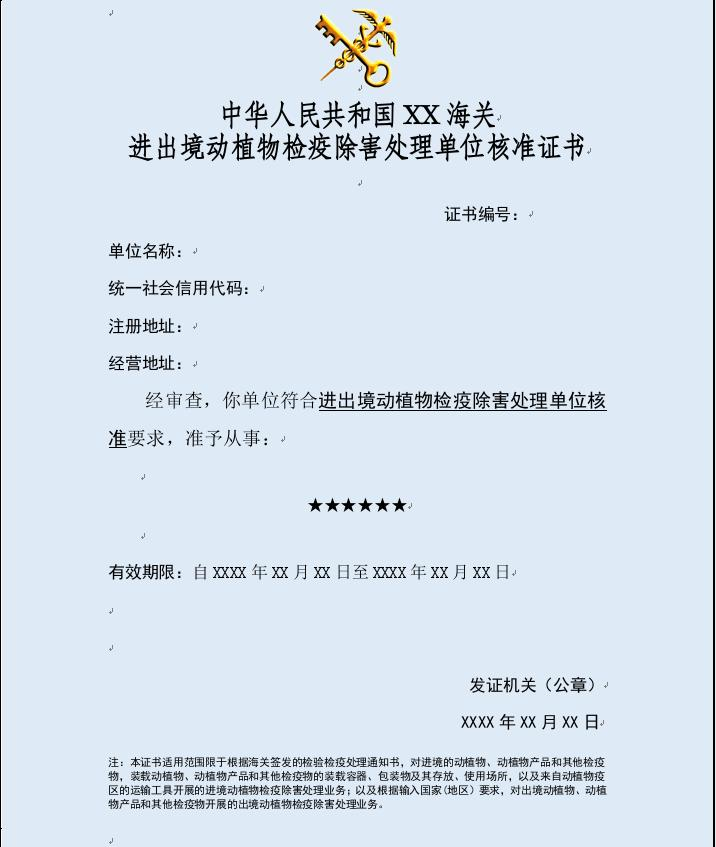 中华人民共和国 XX 海关
进出境动植物检疫除害处理单位核准证书
证书编号：
单位名称：
统一社会信用代码：
注册地址：
经营地址：
经审查，你单位符合进出境动植物检疫除害处理单位核
准要求，准予从事：
★★★★★★
有效期限：自 XXXX 年 XX 月 XX 日至 XXXX 年 XX 月 XX 日
发证机关（公章）
XXXX 年 XX 月 XX 日
注：本证书适用范围限于根据海关签发的检验检疫处理通知书，对进境的动植物、动植物产品和其他检疫
物，装载动植物、动植物产品和其他检疫物的装载容器、包装物及其存放、使用场所，以及来自动植物疫
区的运输工具开展的进境动植物检疫除害处理业务；以及根据输入国家（地区）要求，对出境动植物、动植
物产品和其他检疫物开展的出境动植物检疫除害处理业务。